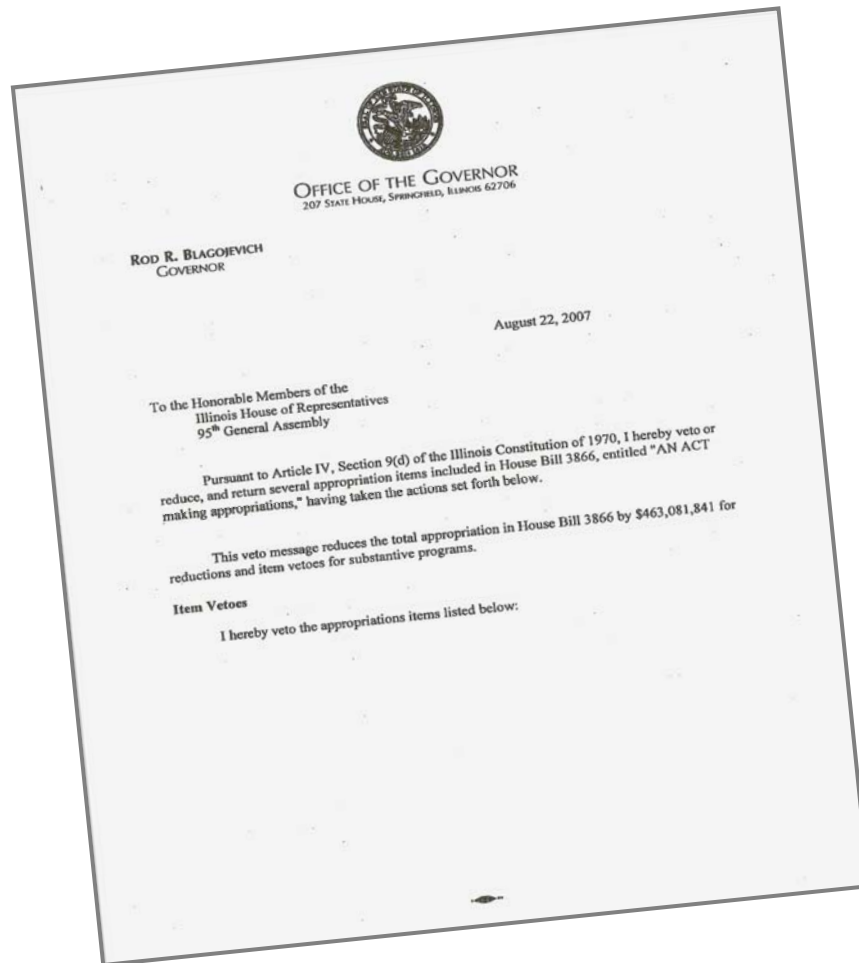 OFFICE OF THE GOVERNOR
207 STATE HOUSE, SPRINGFIELD, ILLINOIS 62706
ROD R. BLAGOJEVICH
GOVERNOR
August 22, 2007
To the Honorable Members of the
Illinois House of Representatives
95th General Assembly
Pursuant to Article IV, Section 9(d) of the Illinois Constitution of 1970, I hereby veto or
reduce, and return several appropriation items included in House Bill 3866, entitled "AN ACT
making appropriations," having taken the actions set forth below.
This veto message reduces the total appropriation in House Bill 3866 by $463,081,841 for
reductions and item vetoes for substantive programs.
Item Vetoes
I hereby veto the appropriations items listed below: